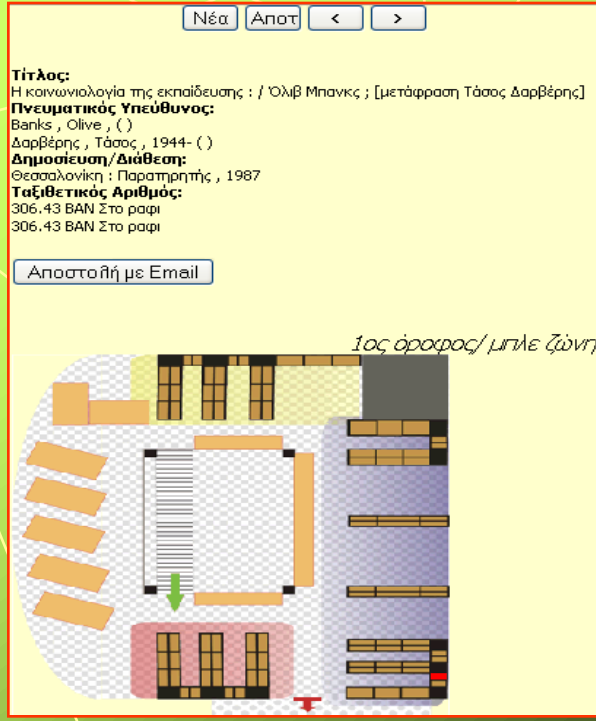 Νέα Αποτ < >
Τίτλος:
Η κοινωνιολογία της εκπαίδευσης : / Όλιβ Μπανκς ; [μετάφραση Τάσος Δαρβέρης]
Πνευματικός Υπεύθυνος:
Banks , Olive , ( )
Δαρβέρης , Τάσος , 1944- ( )
Δημοσίευση/Διάθεση:
Θεσσαλονίκη : Παρατηρητής , 1987
Ταξιθετικός Αριθμός:
306.43 BAN Στο ραφι
306.43 BAN Στο ραφι
Αποστολή με Email
1ος όροφος/ μπλε ζώνη